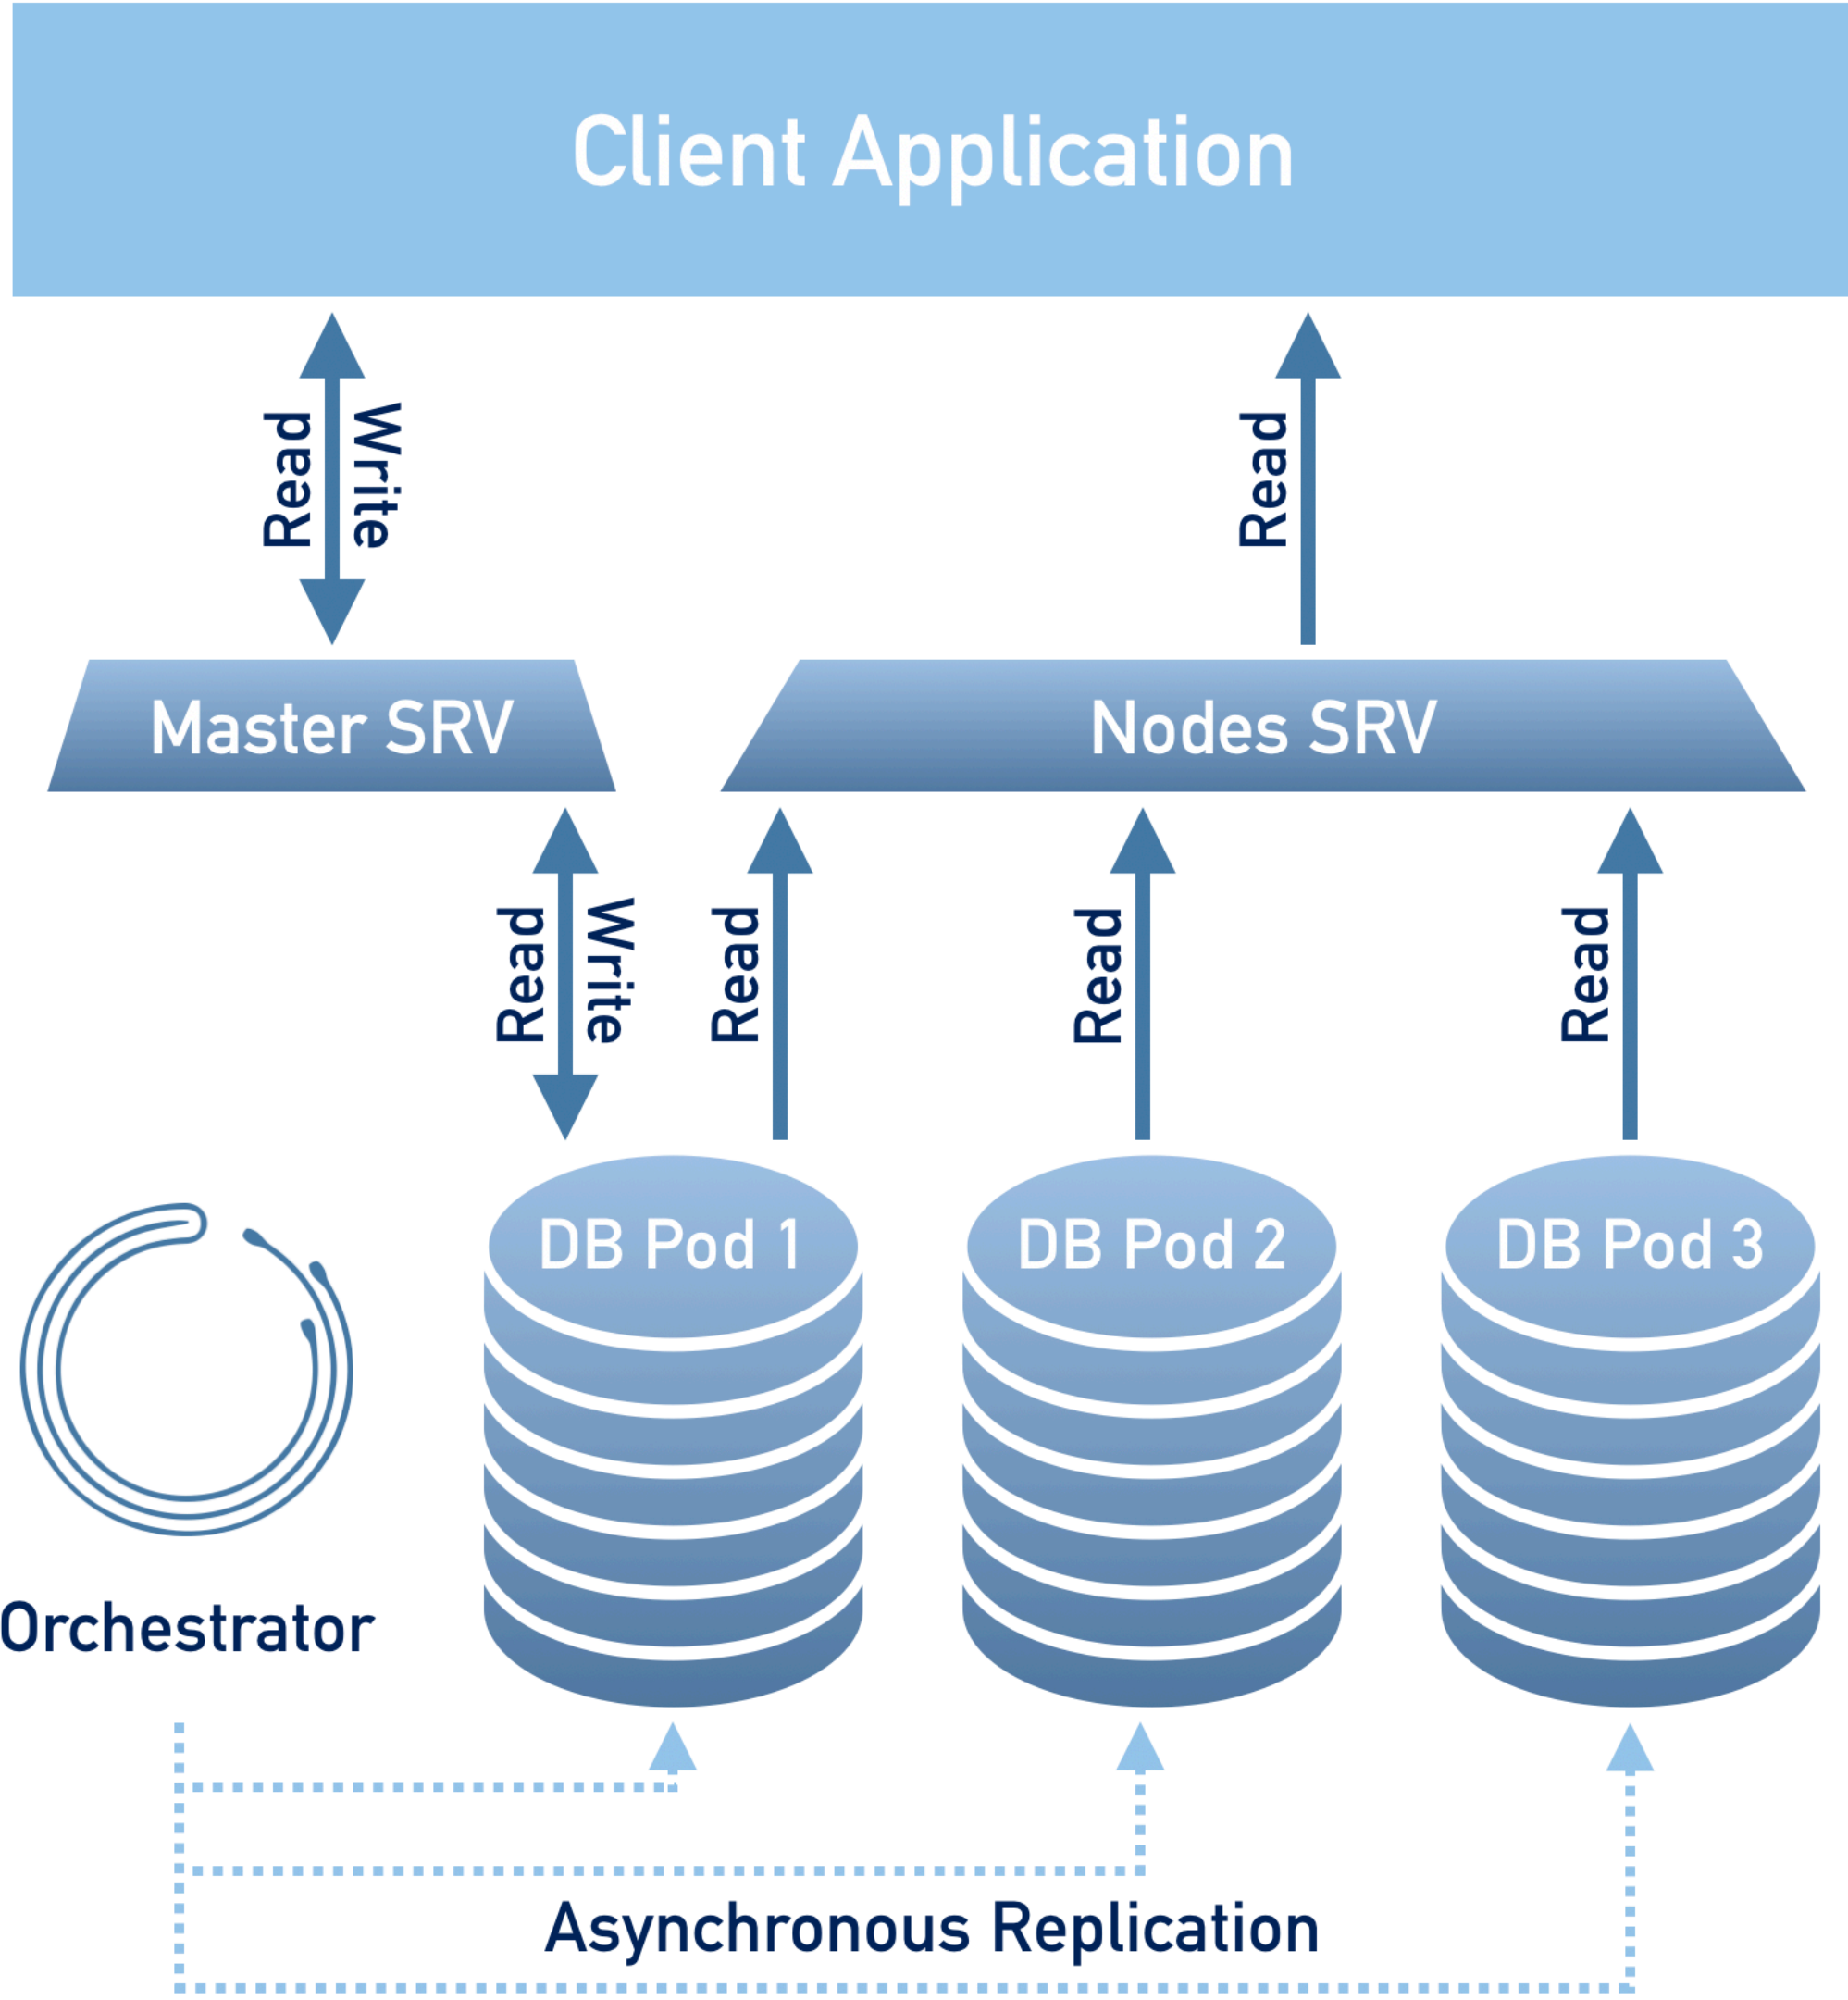 Client Application
Read
Write
Read
Master SRV
Nodes SRV
Read
Write
Read
Read
Read
DB Pod 1
DB Pod 2
DB Pod 3
Orchestrator
Asynchronous Replication